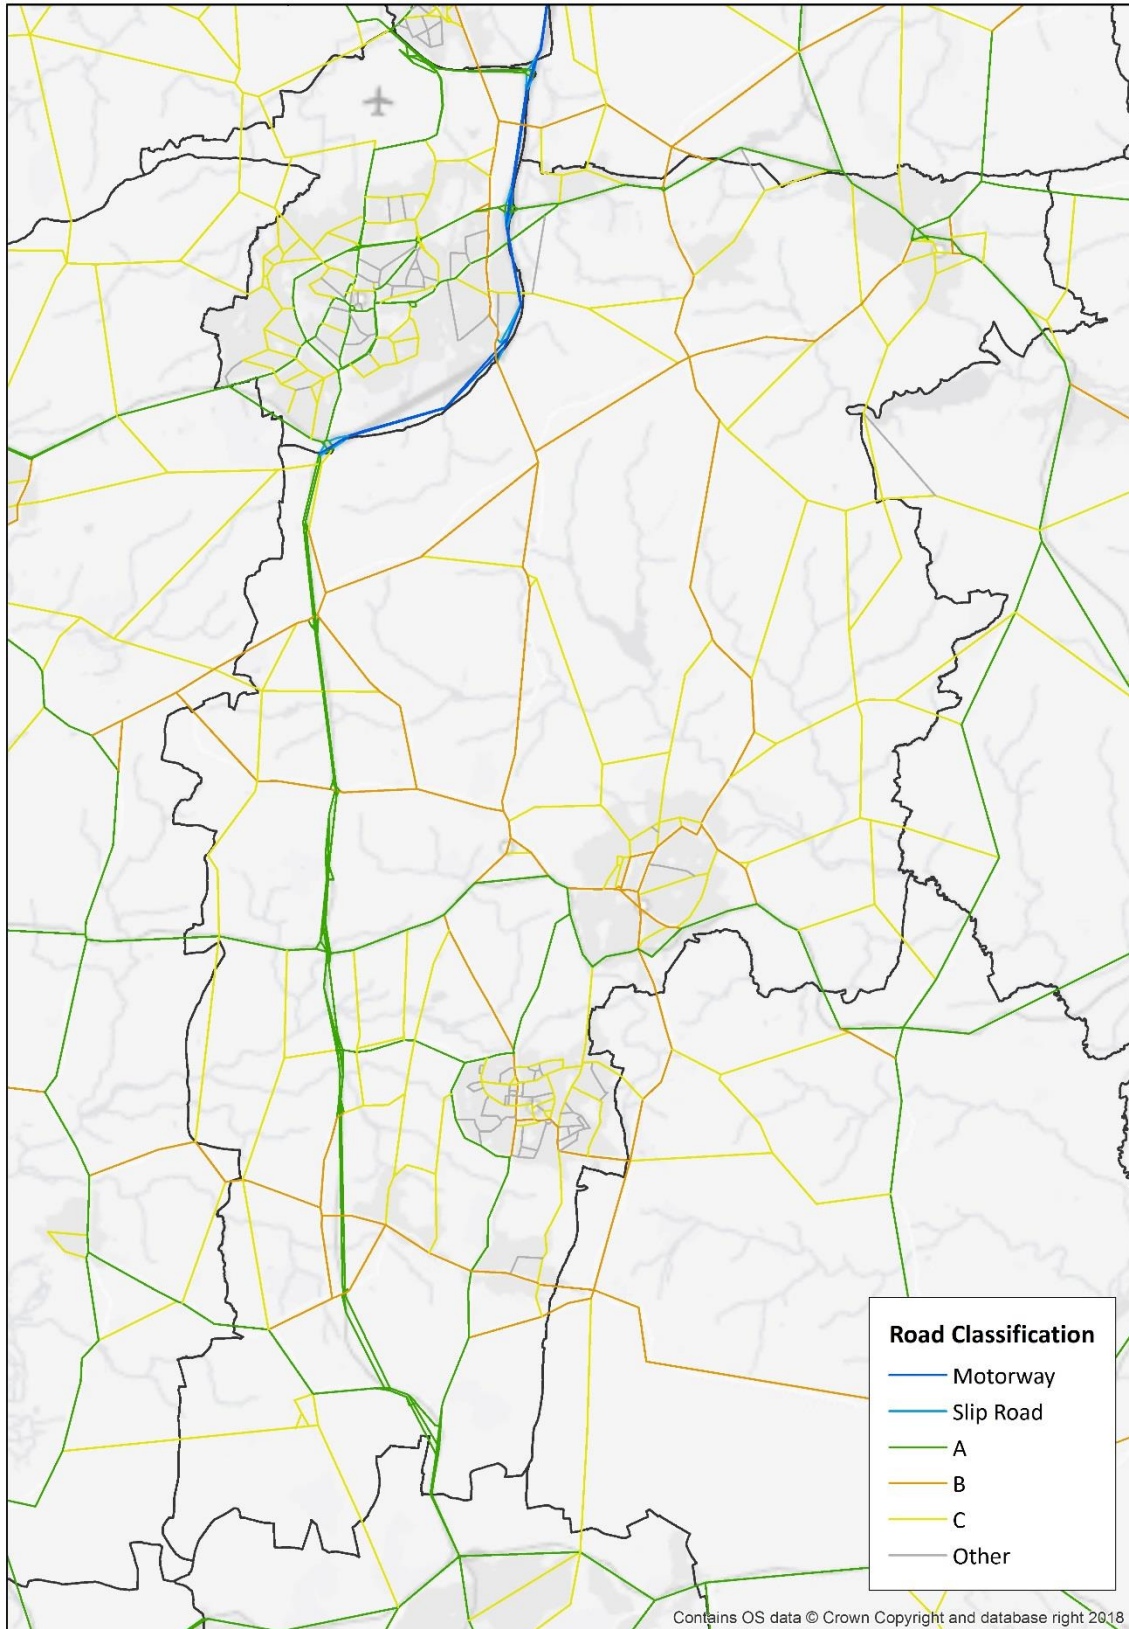 Road Classification
Motorway
Slip Road
A
B
C
Other
Contains OS data © Crown Copyright and database right 2018